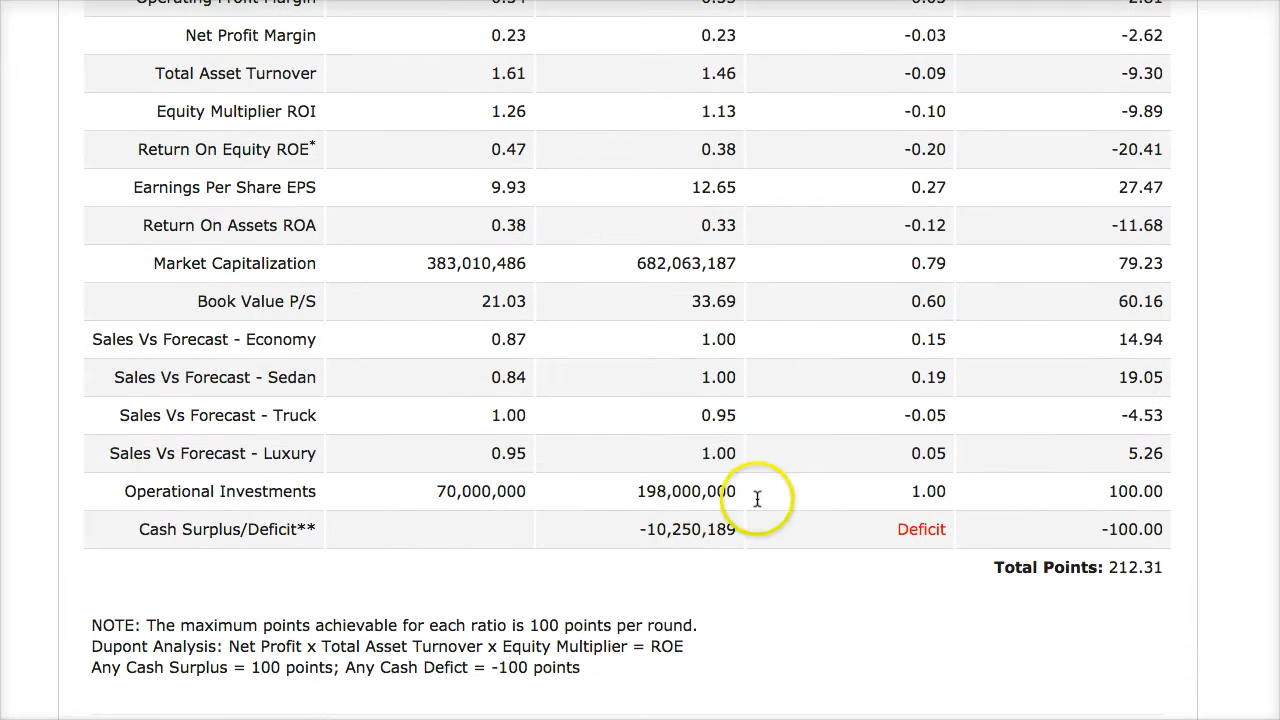 Operating Profit Margin
Net Profit Margin 0.23 0.23 -0.03 -2.62
Total Asset Turnover 1.61 1.46 -0.09 -9.30
Equity Multiplier ROI 1.26 1.13 -0.10 -9.89
Return On Equity ROE* 0.47 0.38 -0.20 -20.41
Earnings Per Share EPS 9.93 12.65 0.27 27.47
Return On Assets ROA 0.38 0.33 -0.12 -11.68
Market Capitalization 383,010,486 682,063,187 0.79 79.23
Book Value P/S 21.03 33.69 0.60 60.16
Sales Vs Forecast - Economy 0.87 1.00 0.15 14.94
Sales Vs Forecast - Sedan 0.84 1.00 0.19 19.05
Sales Vs Forecast - Truck 1.00 0.95 -0.05 -4.53
Sales Vs Forecast - Luxury 0.95 1.00 0.05 5.26
Operational Investments 70,000,000 198,000,000 1.00 100.00
Cash Surplus/Deficit** -10,250,189 Deficit -100.00
Total Points: 212.31
NOTE: The maximum points achievable for each ratio is 100 points per round.
Dupont Analysis: Net Profit x Total Asset Turnover x Equity Multiplier = ROE
Any Cash Surplus = 100 points; Any Cash Defict = -100 points